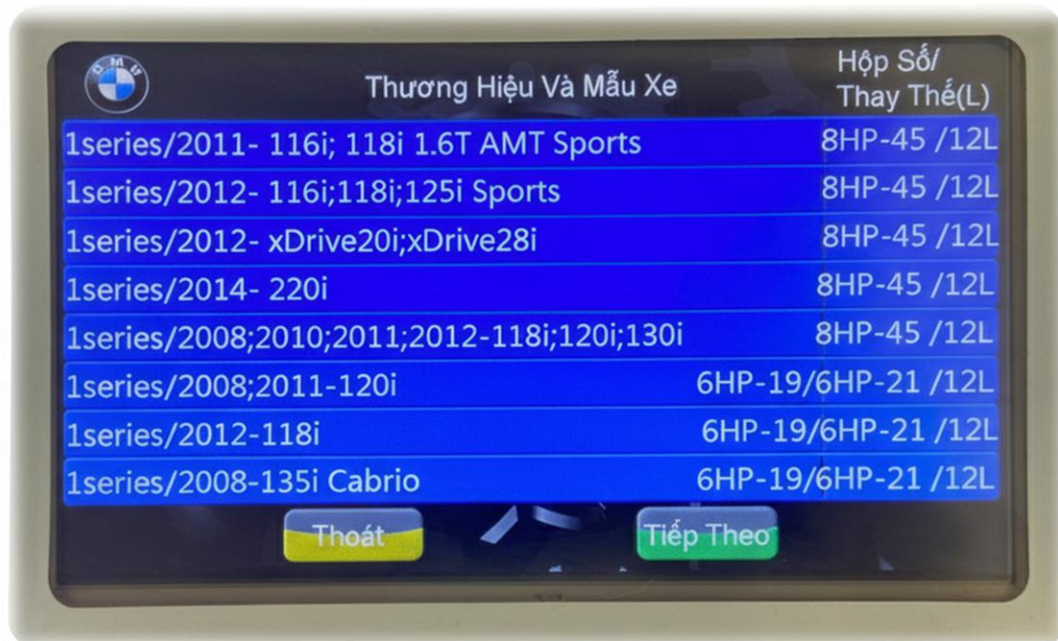 BMW
Thương Hiệu Và Mẫu Xe
Hộp Số/
Thay Thế(L)
1series/2011- 116i; 118i 1.6T AMT Sports 8HP-45 /12L
1series/2012- 116i;118i;125i Sports 8HP-45 /12L
1series/2012- xDrive20i;xDrive28i 8HP-45 /12L
1series/2014- 220i 8HP-45 /12L
1series/2008;2010;2011;2012-118i;120i;130i 8HP-45 /12L
1series/2008;2011-120i 6HP-19/6HP-21 /12L
1series/2012-118i 6HP-19/6HP-21 /12L
1series/2008-135i Cabrio 6HP-19/6HP-21 /12L
Thoát
Tiếp Theo